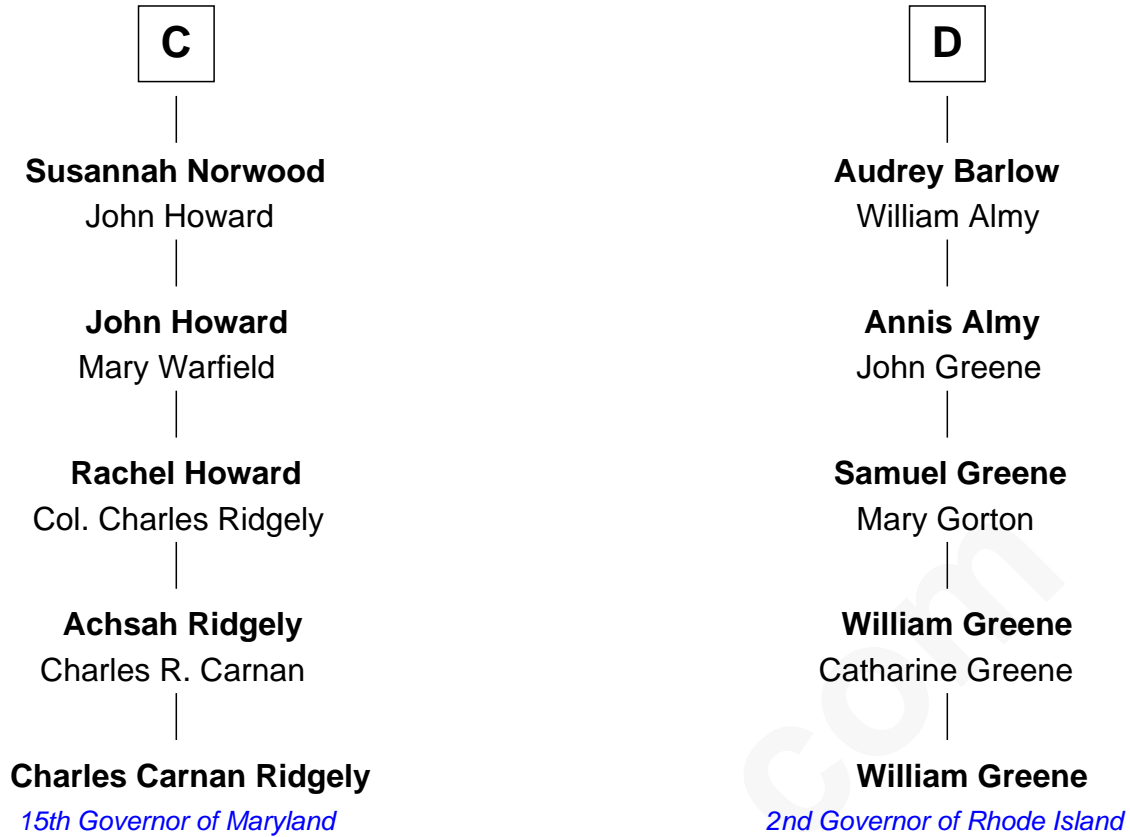 C
Susannah Norwood
John Howard
John Howard
Mary Warfield
Rachel Howard
Col. Charles Ridgely
Achsah Ridgely
Charles R. Carnan
Charles Carnan Ridgely
15th Governor of Maryland
D
Audrey Barlow
William Almy
Annis Almy
John Greene
Samuel Greene
Mary Gorton
William Greene
Catharine Greene
William Greene
2nd Governor of Rhode Island
com